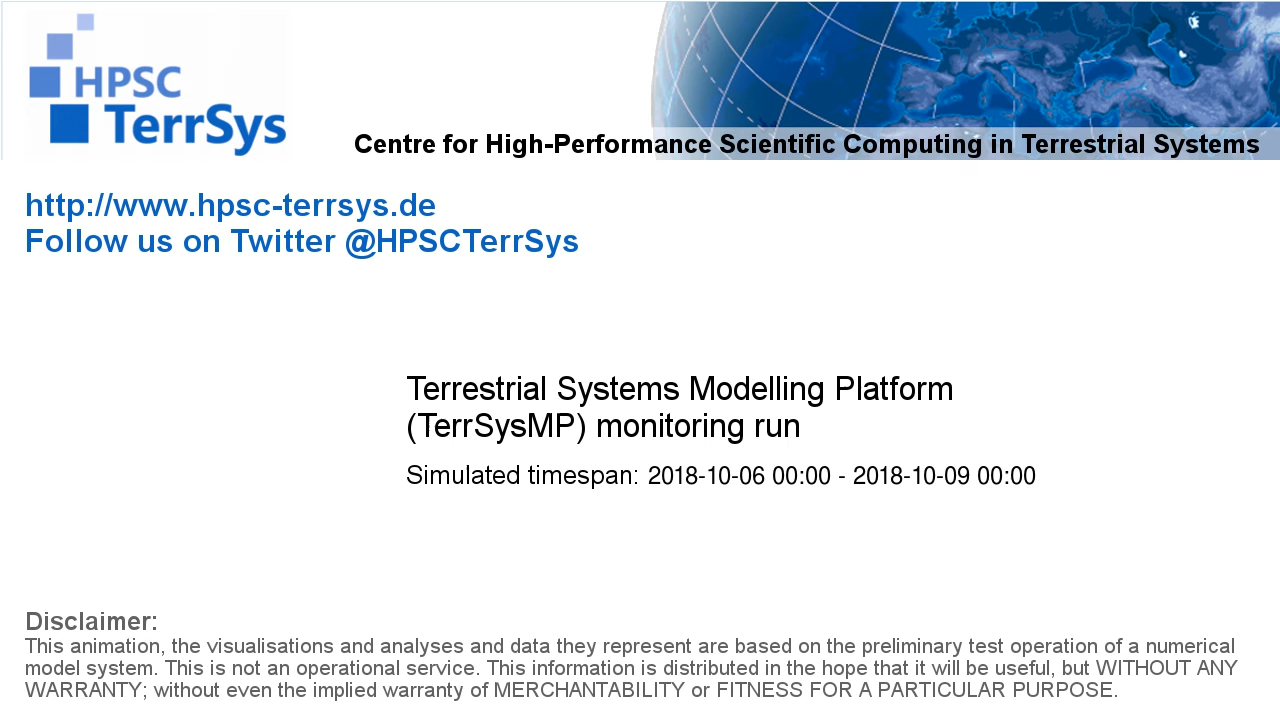 HPSC
TerrSys
Centre for High-Performance Scientific Computing in Terrestrial Systems
http://www.hpsc-terrsys.de
Follow us on Twitter @HPSCTerrSys
Terrestrial Systems Modelling Platform
(TerrSysMP) monitoring run
Simulated timespan: 2018-10-06 00:00 - 2018-10-09 00:00
Disclaimer:
This animation, the visualisations and analyses and data they represent are based on the preliminary test operation of a numerical
model system. This is not an operational service. This information is distributed in the hope that it will be useful, but WITHOUT ANY
WARRANTY; without even the implied warranty of MERCHANTABILITY or FITNESS FOR A PARTICULAR PURPOSE.